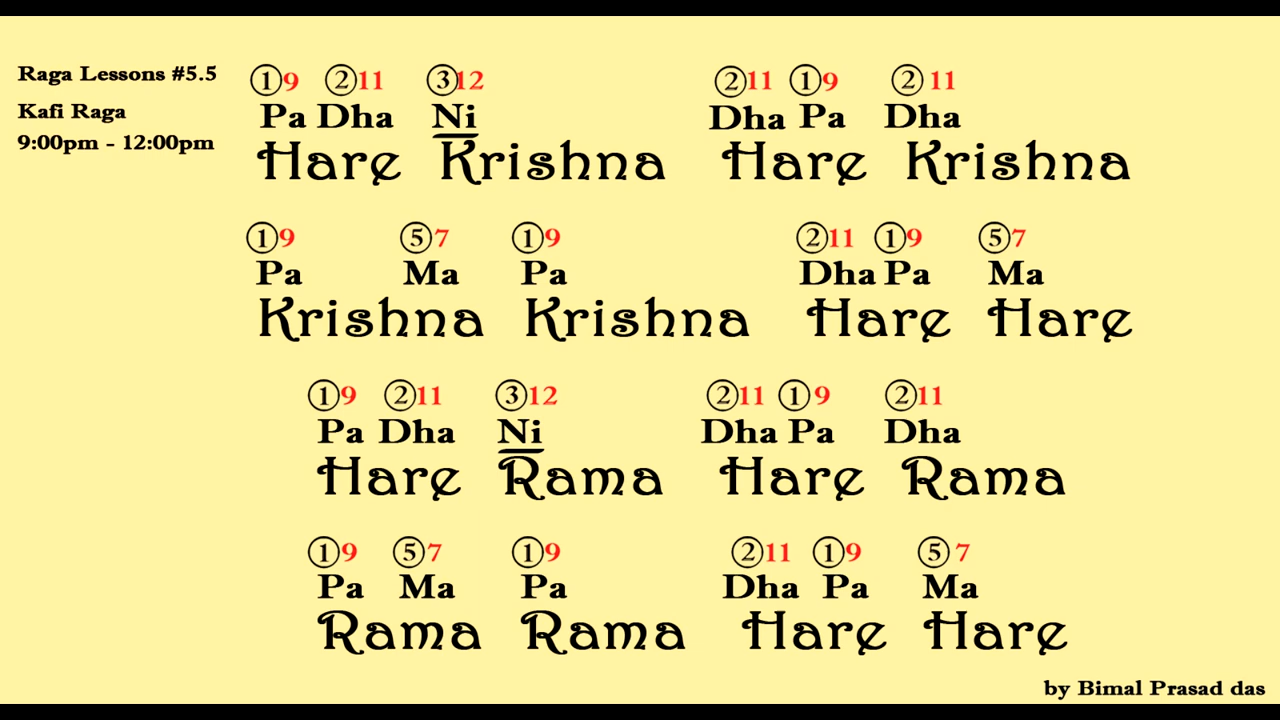 Raga Lessons #5.5
Kafi Raga
9:00pm - 12:00pm
①9 ②11 ③12 ②11 ①9 ②11
Pa Dha Ni Dha Pa Dha
Hare Krishna Hare Krishna
①9 ⑤7 ①9 ②11 ①9 ⑤7
Pa Ma Pa Dha Pa Ma
Krishna Krishna Hare Hare
①9 ②11 ③12 ②11 ①9 ②11
Pa Dha Ni Dha Pa Dha
Hare Rama Hare Rama
①9 ⑤7 ①9 ②11 ①9 ⑤7
Pa Ma Pa Dha Pa Ma
Rama Rama Hare Hare
by Bimal Prasad das